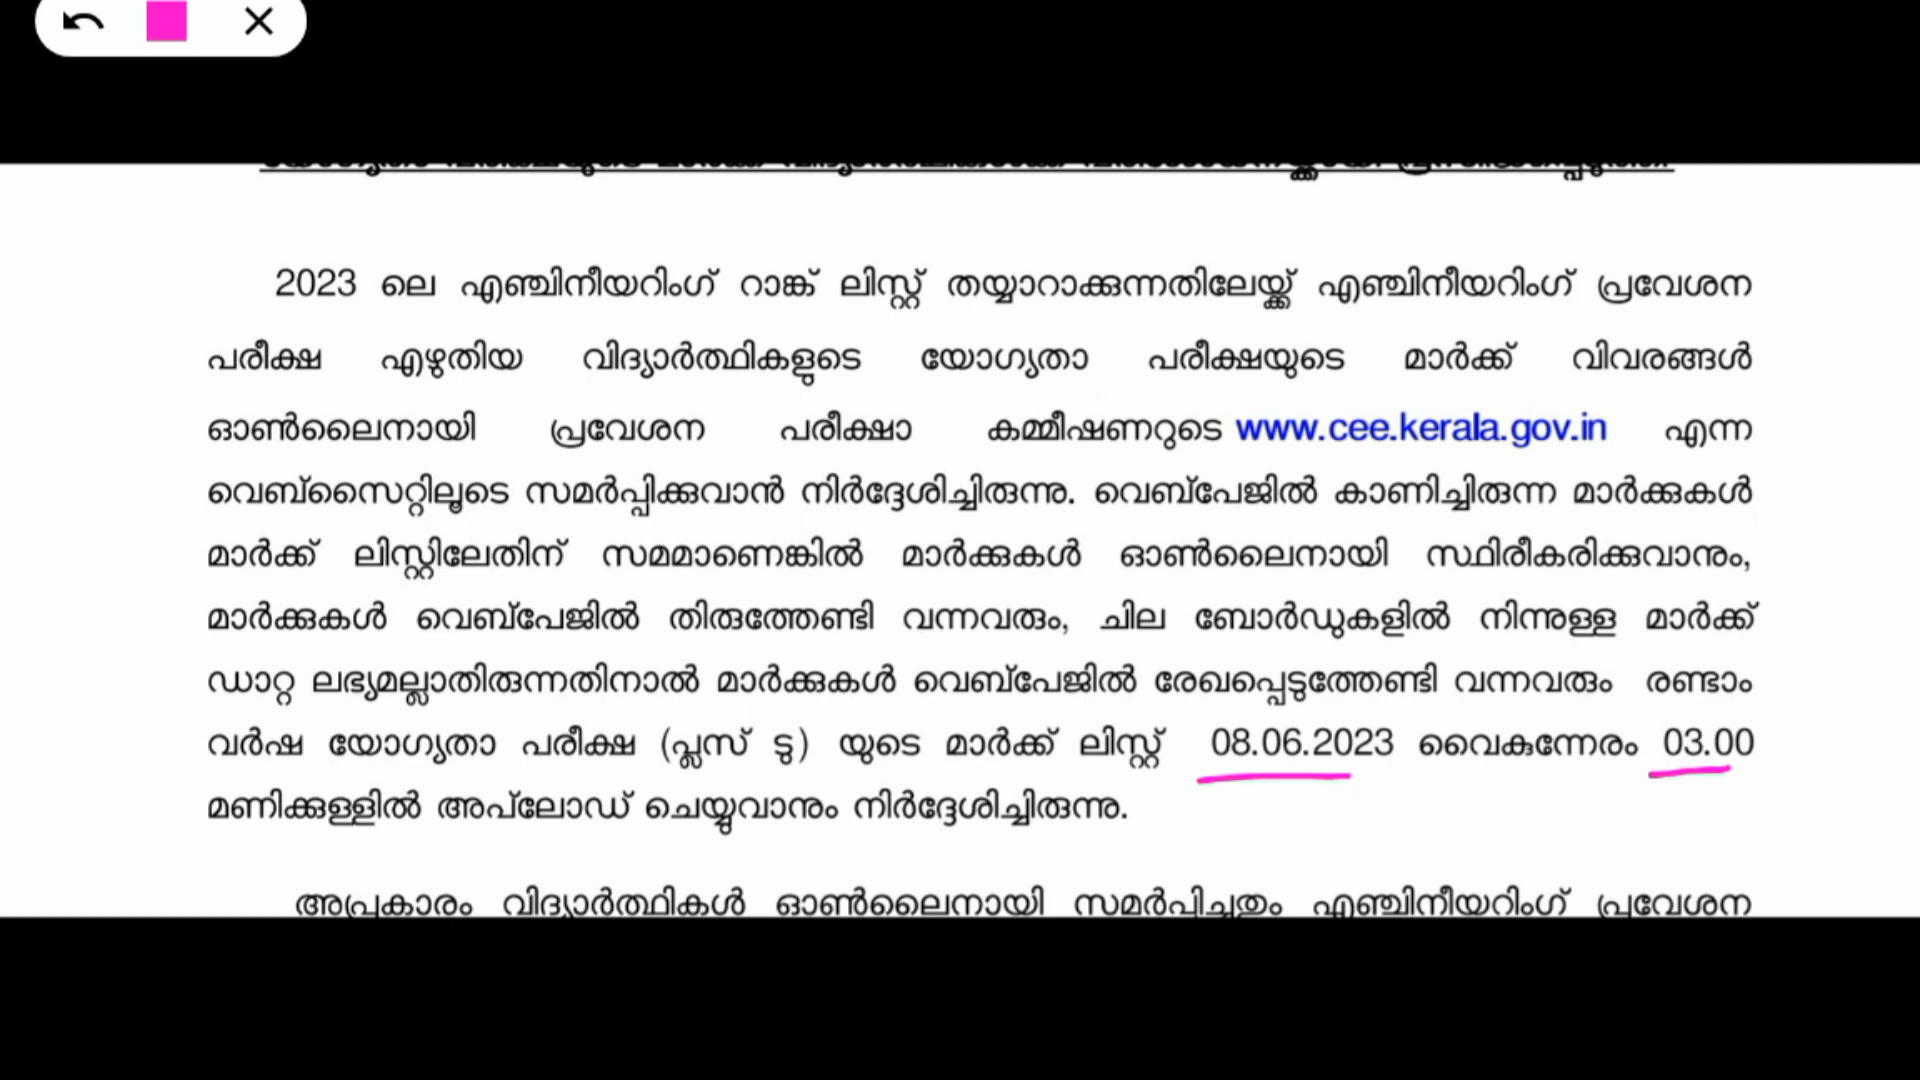 2023 ലെ എഞ്ചിനീയറിംഗ് റാങ്ക് ലിസ്റ്റ് തയ്യാറാക്കുന്നതിലേയ്ക്ക് എഞ്ചിനീയറിംഗ് പ്രവേശന
പരീക്ഷ എഴുതിയ വിദ്യാർത്ഥികളുടെ യോഗ്യതാ പരീക്ഷയുടെ മാർക്ക് വിവരങ്ങൾ
ഓൺലൈനായി പ്രവേശന പരീക്ഷാ കമ്മീഷണറുടെ www.cee.kerala.gov.in എന്ന
വെബ്സൈറ്റിലൂടെ സമർപ്പിക്കുവാൻ നിർദ്ദേശിച്ചിരുന്നു. വെബ്പേജിൽ കാണിച്ചിരുന്ന മാർക്കുകൾ
മാർക്ക് ലിസ്റ്റിലേതിന് സമമാണെങ്കിൽ മാർക്കുകൾ ഓൺലൈനായി സ്ഥിരീകരിക്കുവാനും,
മാർക്കുകൾ വെബ്പേജിൽ തിരുത്തേണ്ടി വന്നവരും, ചില ബോർഡുകളിൽ നിന്നുള്ള മാർക്ക്
ഡാറ്റ ലഭ്യമല്ലാതിരുന്നതിനാൽ മാർക്കുകൾ വെബ്പേജിൽ രേഖപ്പെടുത്തേണ്ടി വന്നവരും രണ്ടാം
വർഷ യോഗ്യതാ പരീക്ഷ (പ്ലസ് ടു) യുടെ മാർക്ക് ലിസ്റ്റ് 08.06.2023 വൈകുന്നേരം 03.00
മണിക്കുള്ളിൽ അപ്‌ലോഡ് ചെയ്യുവാനും നിർദ്ദേശിച്ചിരുന്നു.
അപ്രകാരം വിദ്യാർത്ഥികൾ ഓൺലൈനായി സമർപ്പിച്ചതും എഞ്ചിനീയറിംഗ് പ്രവേശന